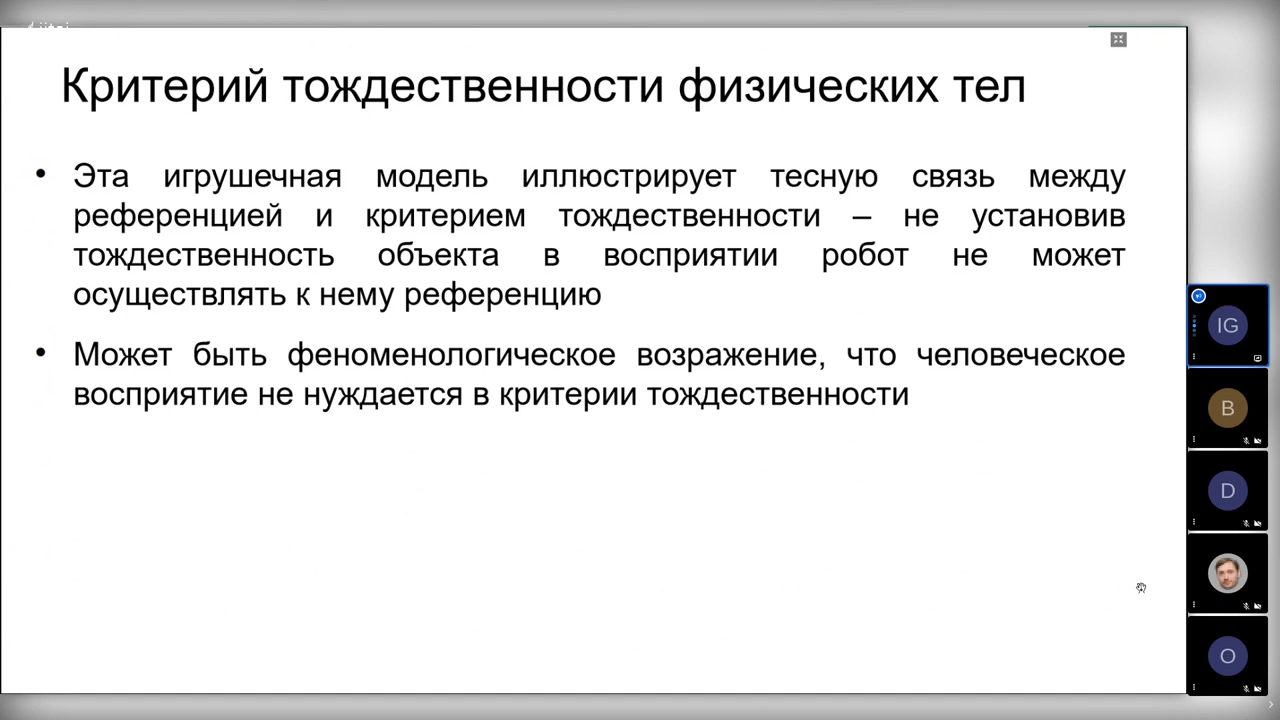 Критерий тождественности физических тел
• Эта игрушечная модель иллюстрирует тесную связь между
референцией и критерием тождественности – не установив
тождественность объекта в восприятии робот не может
осуществлять к нему референцию
• Может быть феноменологическое возражение, что человеческое
восприятие не нуждается в критерии тождественности
IG
B
D
O